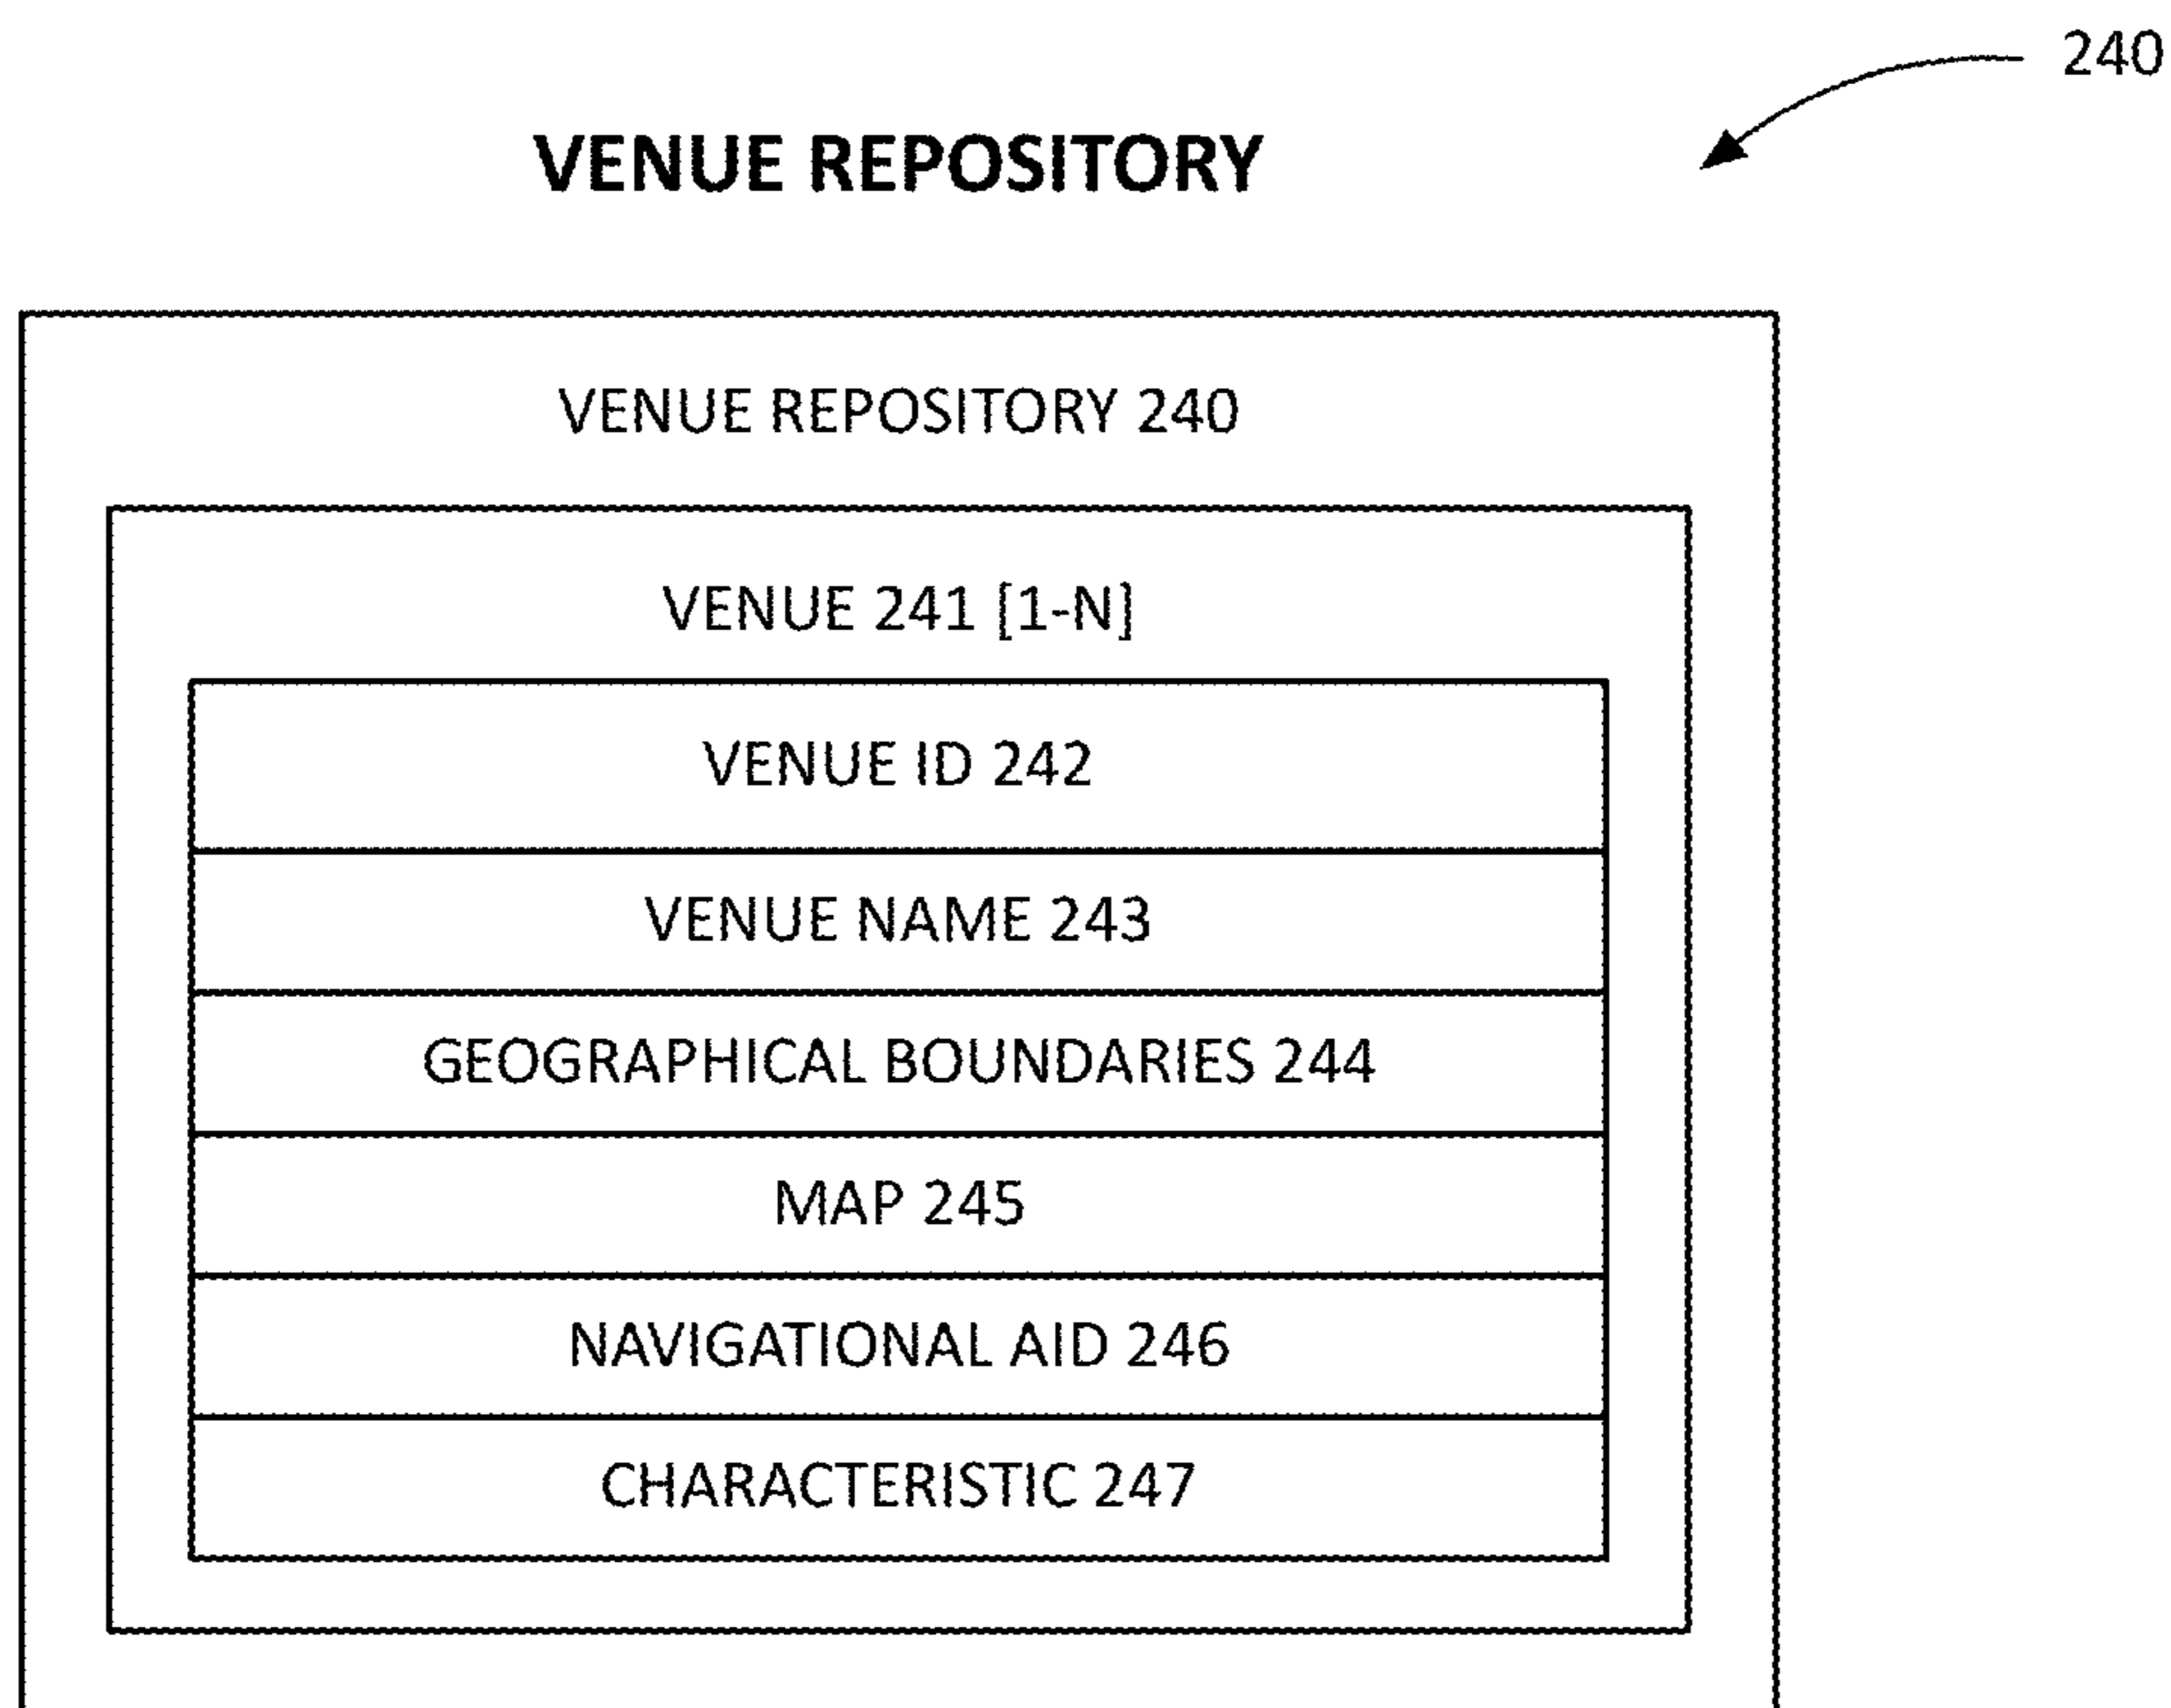 240
VENUE REPOSITORY
VENUE REPOSITORY 240
VENUE 241 [1-N]
VENUE ID 242
VENUE NAME 243
GEOGRAPHICAL BOUNDARIES 244
MAP 245
NAVIGATIONAL AID 246
CHARACTERISTIC 247